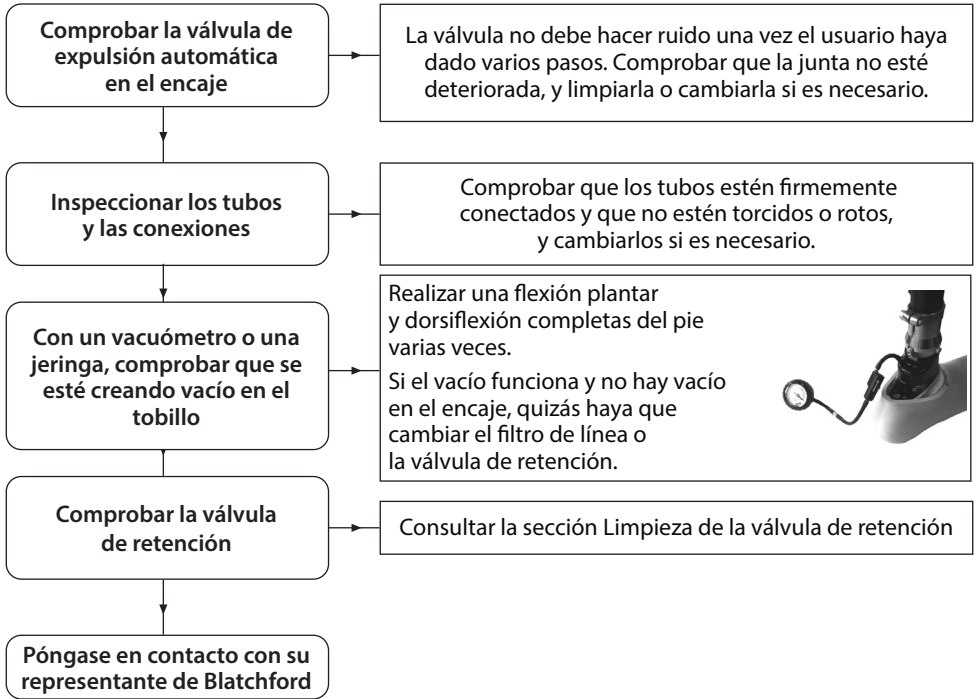 Comprobar la válvula de
expulsión automática
en el encaje
La válvula no debe hacer ruido una vez el usuario haya
dado varios pasos. Comprobar que la junta no esté
deteriorada, y limpiarla o cambiarla si es necesario.
Inspeccionar los tubos
y las conexiones
Comprobar que los tubos estén firmemente
conectados y que no estén torcidos o rotos,
y cambiarlos si es necesario.
Con un vacuómetro o una
jeringa, comprobar que se
esté creando vacío en el
tobillo
Realizar una flexión plantar
y dorsiflexión completas del pie
varias veces.
Si el vacío funciona y no hay vacío
en el encaje, quizás haya que
cambiar el filtro de línea o
la válvula de retención.
Comprobar la válvula
de retención
Consultar la sección Limpieza de la válvula de retención
Póngase en contacto con su
representante de Blatchford